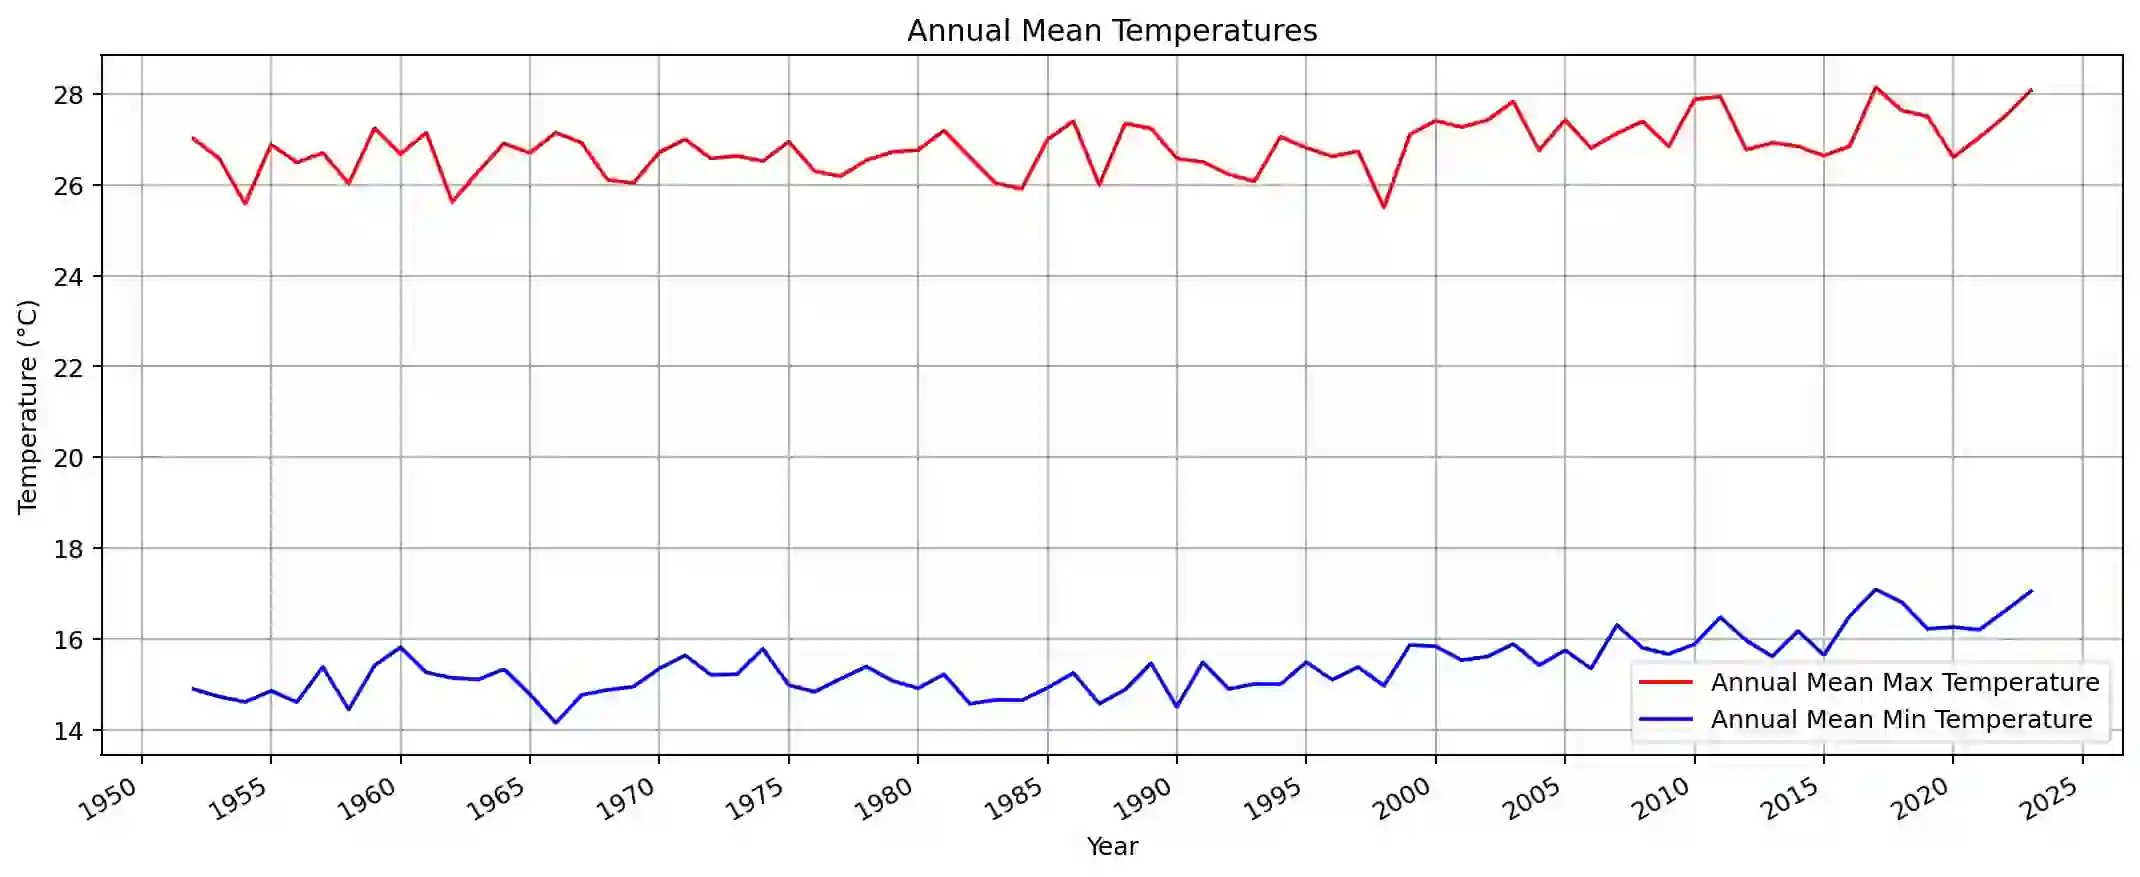 Annual Mean Temperatures
Temperature (°C)
28
26
24
22
20
18
16
14
Annual Mean Max Temperature
Annual Mean Min Temperature
1950 1955 1960 1965 1970 1975 1980 1985 1990 1995 2000 2005 2010 2015 2020 2025
Year